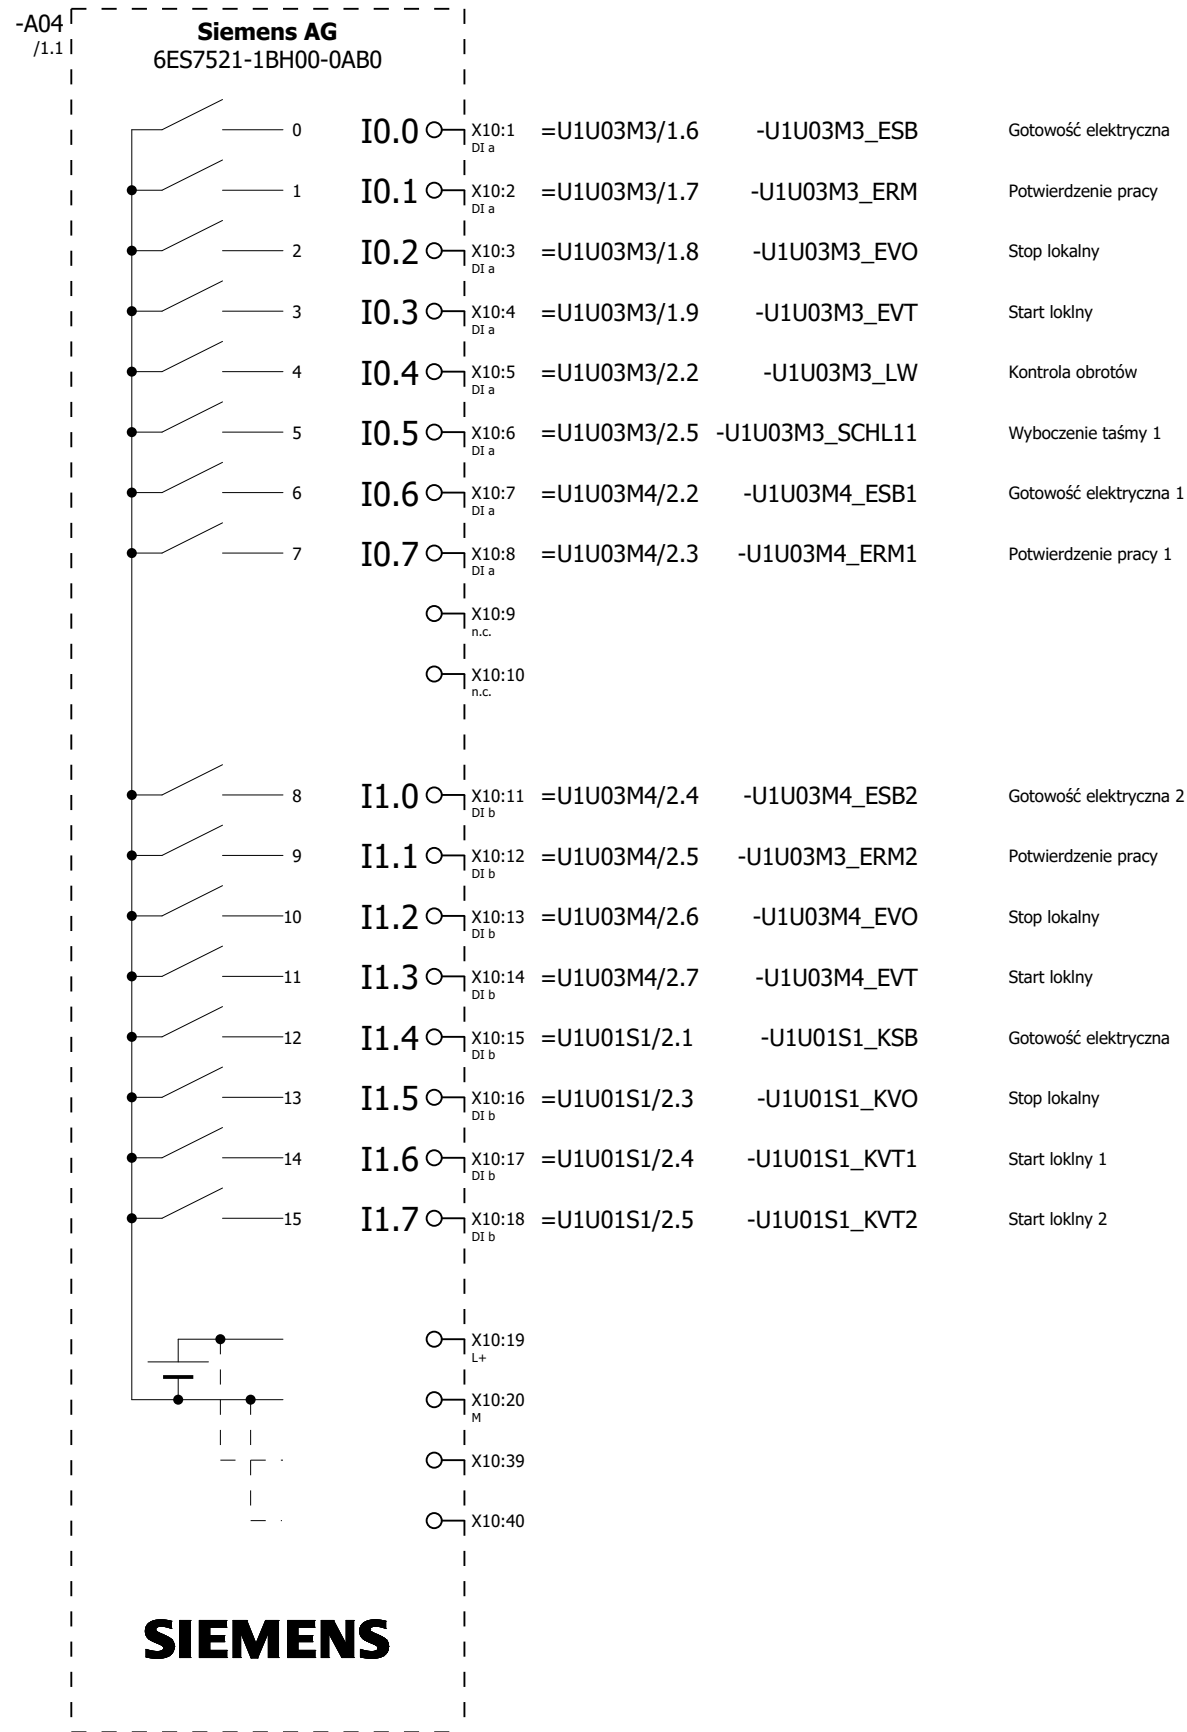 -A04
/1.1
Siemens AG
6ES7521-1BH00-0AB0
0 I0.0 X10:1 =U1U03M3/1.6 -U1U03M3_ESB Gotowość elektryczna
DI a
1 I0.1 X10:2 =U1U03M3/1.7 -U1U03M3_ERM Potwierdzenie pracy
DI a
2 I0.2 X10:3 =U1U03M3/1.8 -U1U03M3_EVO Stop lokalny
DI a
3 I0.3 X10:4 =U1U03M3/1.9 -U1U03M3_EVT Start loklny
DI a
4 I0.4 X10:5 =U1U03M3/2.2 -U1U03M3_LW Kontrola obrotów
DI a
5 I0.5 X10:6 =U1U03M3/2.5 -U1U03M3_SCHL11 Wyboczenie taśmy 1
DI a
6 I0.6 X10:7 =U1U03M4/2.2 -U1U03M4_ESB1 Gotowość elektryczna 1
DI a
7 I0.7 X10:8 =U1U03M4/2.3 -U1U03M4_ERM1 Potwierdzenie pracy 1
DI a
X10:9
n.c.
X10:10
n.c.
8 I1.0 X10:11 =U1U03M4/2.4 -U1U03M4_ESB2 Gotowość elektryczna 2
DI b
9 I1.1 X10:12 =U1U03M4/2.5 -U1U03M3_ERM2 Potwierdzenie pracy
DI b
10 I1.2 X10:13 =U1U03M4/2.6 -U1U03M4_EVO Stop lokalny
DI b
11 I1.3 X10:14 =U1U03M4/2.7 -U1U03M4_EVT Start loklny
DI b
12 I1.4 X10:15 =U1U01S1/2.1 -U1U01S1_KSB Gotowość elektryczna
DI b
13 I1.5 X10:16 =U1U01S1/2.3 -U1U01S1_KVO Stop lokalny
DI b
14 I1.6 X10:17 =U1U01S1/2.4 -U1U01S1_KVT1 Start loklny 1
DI b
15 I1.7 X10:18 =U1U01S1/2.5 -U1U01S1_KVT2 Start loklny 2
DI b
X10:19
L+
X10:20
M
X10:39
X10:40
SIEMENS